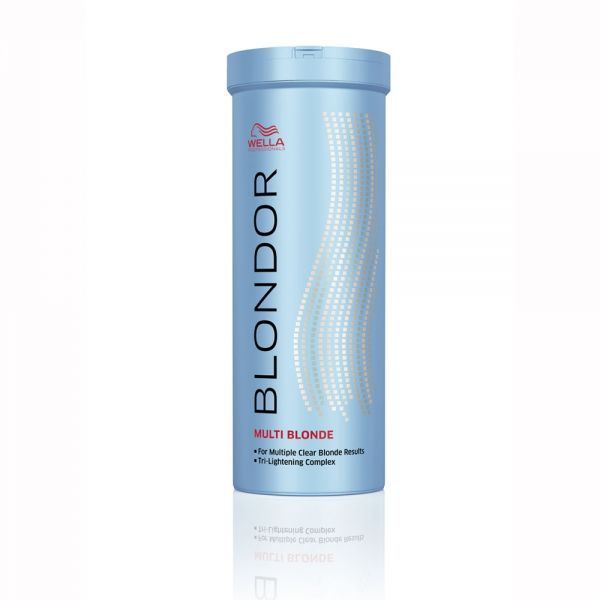 WELLA
PROFESSIONALS
BLONDOR
MULTI BLONDE
▪ For Multiple Clear Blonde Results
▪ Tri-Lightening Complex